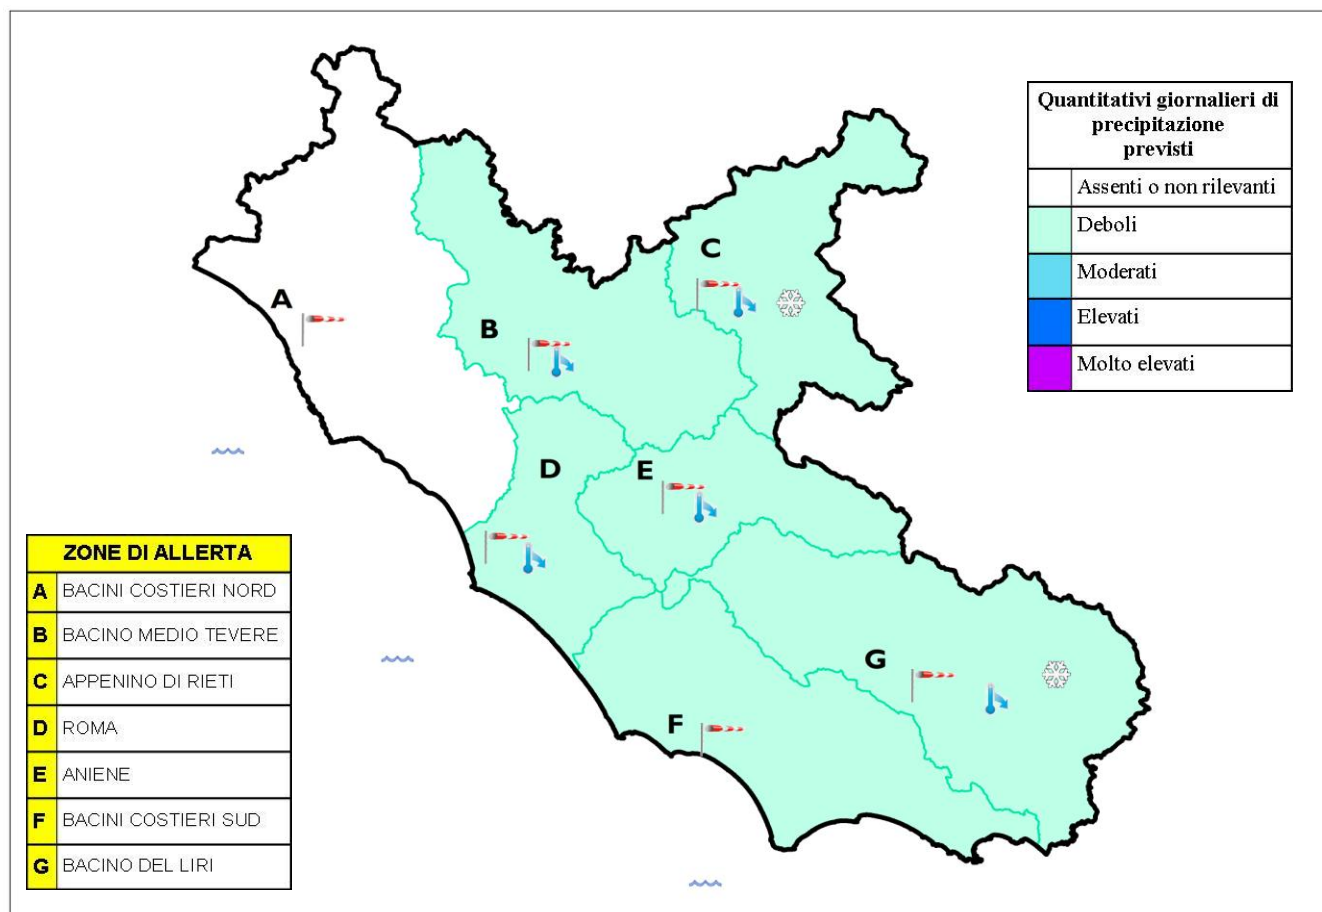 Quantitativi giornalieri di
precipitazione
previsti
Assenti o non rilevanti
Deboli
Moderati
Elevati
Molto elevati
C
A
B
D
E
G
F
ZONE DI ALLERTA
A BACINI COSTIERI NORD
B BACINO MEDIO TEVERE
C APPENINO DI RIETI
D ROMA
E ANIENE
F BACINI COSTIERI SUD
G BACINO DEL LIRI